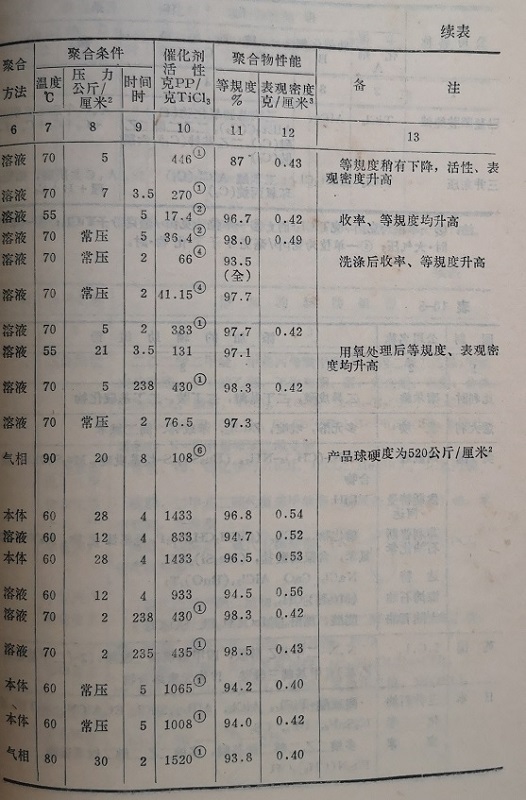 续表
聚合方法 聚合条件 催化剂活性克PP/克TiCl₃ 聚合物性能 备 注
温度℃ 压力公斤/厘米² 时间时 等规度% 表观密度克/厘米³
6 7 8 9 10 11 12 13
溶液 70 5 446① 87 0.43 等规度稍有下降，活性、表
观密度升高
溶液 70 7 3.5 270①
溶液 55 5 17.4② 96.7 0.42 收率、等规度均升高
溶液 70 常压 5 36.4② 98.0 0.49
溶液 70 常压 2 66④ 93.5 洗涤后收率、等规度升高
(全)
溶液 70 常压 2 41.15④ 97.7
溶液 70 5 2 383① 97.7 0.42
溶液 55 21 3.5 131 97.1 用氧处理后等规度、表观密
度均升高
溶液 70 5 238 430① 98.3 0.42
溶液 70 常压 2 76.5 97.3
气相 90 20 8 108⑥ 产品球硬度为520公斤/厘米²
本体 60 28 4 1433 96.8 0.54
溶液 60 12 4 833 94.7 0.52
本体 60 28 4 1433 96.5 0.53
溶液 60 12 4 933 94.5 0.56
溶液 70 2 238 430① 98.3 0.42
溶液 70 2 235 435① 98.5 0.43
本体 60 常压 5 1065① 94.2 0.40
本体 60 常压 5 1008① 94.0 0.42
气相 80 30 2 1520① 93.8 0.40